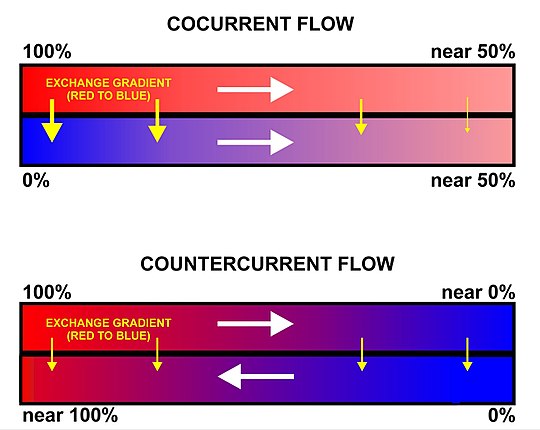 COCURRENT FLOW
100% near 50%
EXCHANGE GRADIENT
(RED TO BLUE)
0% near 50%
COUNTERCURRENT FLOW
100% near 0%
EXCHANGE GRADIENT
(RED TO BLUE)
near 100% 0%